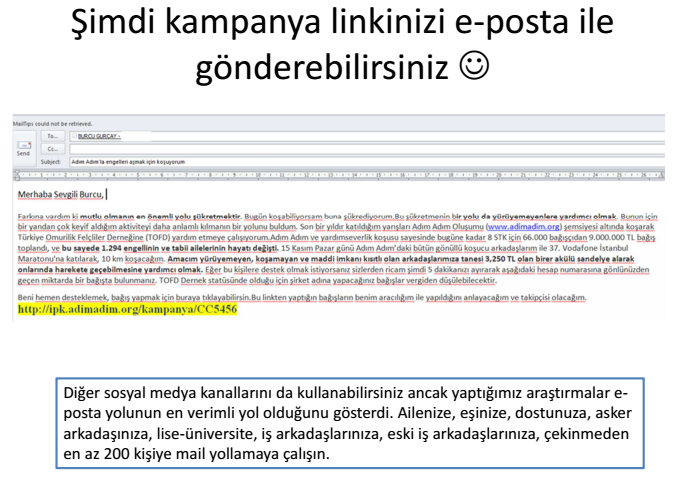 Şimdi kampanya linkinizi e-posta ile
gönderebilirsiniz ☺
MailTips could not be retrieved.
To...
BURCU GURCAY -
Send
Cc...
Subject:
Adım Adım'la engelleri aşmak için koşuyorum
Merhaba Sevgili Burcu,
Farkına vardım ki mutlu olmanın en önemli yolu şükretmektir. Bugün koşabiliyorsam buna şükrediyorum.Bu şükretmenin bir yolu da yürüyemeyenlere yardımcı olmak. Bunun için
bir yandan çok keyif aldığım aktiviteyi daha anlamlı kılmanın bir yolunu buldum. Son bir yıldır katıldığım yarışları Adım Adım Oluşumu (www.adimadim.org) şemsiyesi altında koşarak
Türkiye Omurilik Felçliler Derneğine (TOFD) yardım etmeye çalışıyorum.Adım Adım ve yardımseverlik koşusu sayesinde bugüne kadar 8 STK için 66.000 bağışçıdan 9.000.000 TL bağış
toplandı, ve bu sayede 1.294 engellinin ve tabii ailelerinin hayatı değişti. 15 Kasım Pazar günü Adım Adım'daki bütün gönüllü koşucu arkadaşlarım ile 37. Vodafone İstanbul
Maratonu'na katılarak, 10 km koşacağım. Amacım yürüyemeyen, koşamayan ve maddi imkanı kısıtlı olan arkadaşlarımıza tanesi 3,250 TL olan birer akülü sandelye alarak
onlarında harekete geçebilmesine yardımcı olmak. Eğer bu kişilere destek olmak istiyorsanız sizlerden ricam şimdi 5 dakikanızı ayırarak aşağıdaki hesap numarasına gönlünüzden
geçen miktarda bir bağışta bulunmanız. TOFD Dernek statüsünde olduğu için şirket adına yapacağınız bağışlar vergiden düşülebilecektir.
Beni hemen desteklemek, bağış yapmak için buraya tıklayabilirsin.Bu linkten yaptığın bağışların benim aracılığım ile yapıldığını anlayacağım ve takipçisi olacağım.
http://ipk.adimadim.org/kampanya/CC5456
Diğer sosyal medya kanallarını da kullanabilirsiniz ancak yaptığımız araştırmalar e-
posta yolunun en verimli yol olduğunu gösterdi. Ailenize, eşinize, dostunuza, asker
arkadaşınıza, lise-üniversite, iş arkadaşlarınıza, eski iş arkadaşlarınıza, çekinmeden
en az 200 kişiye mail yollamaya çalışın.